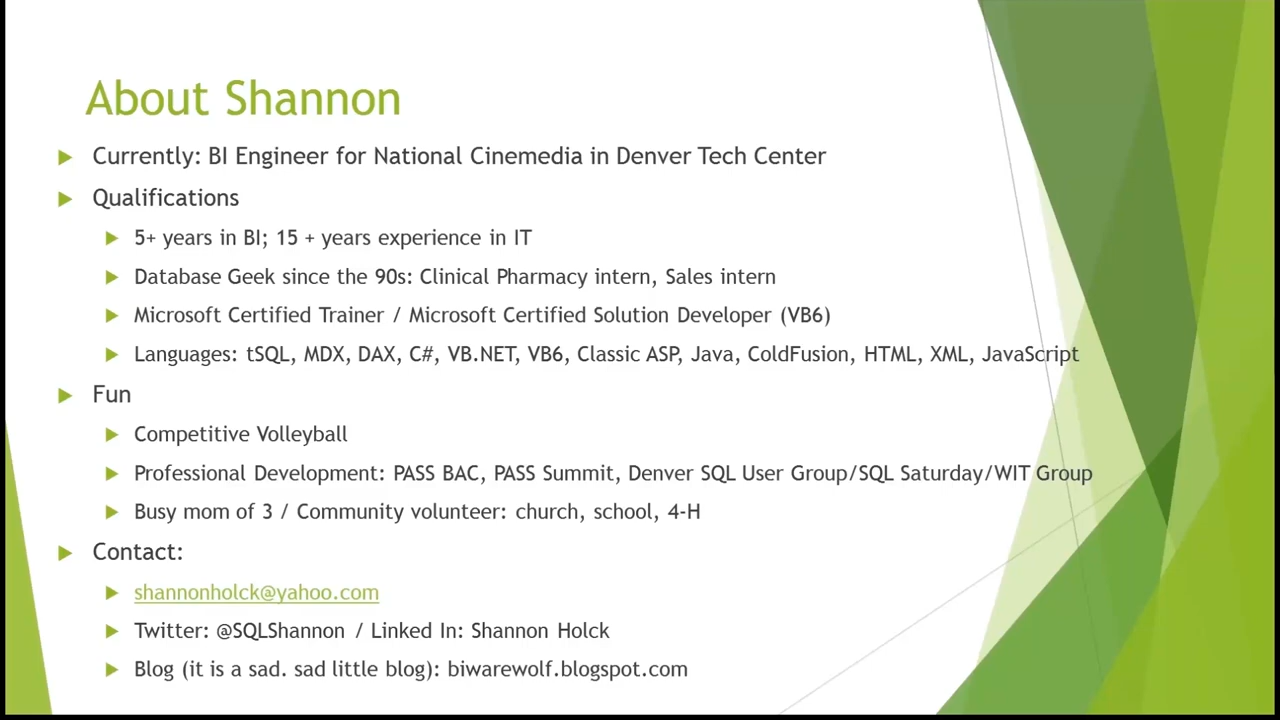 About Shannon
Currently: BI Engineer for National Cinemedia in Denver Tech Center
Qualifications
5+ years in BI; 15 + years experience in IT
Database Geek since the 90s: Clinical Pharmacy intern, Sales intern
Microsoft Certified Trainer / Microsoft Certified Solution Developer (VB6)
Languages: tSQL, MDX, DAX, C#, VB.NET, VB6, Classic ASP, Java, ColdFusion, HTML, XML, JavaScript
Fun
Competitive Volleyball
Professional Development: PASS BAC, PASS Summit, Denver SQL User Group/SQL Saturday/WIT Group
Busy mom of 3 / Community volunteer: church, school, 4-H
Contact:
shannonholck@yahoo.com
Twitter: @SQLShannon / Linked In: Shannon Holck
Blog (it is a sad. sad little blog): biwarewolf.blogspot.com